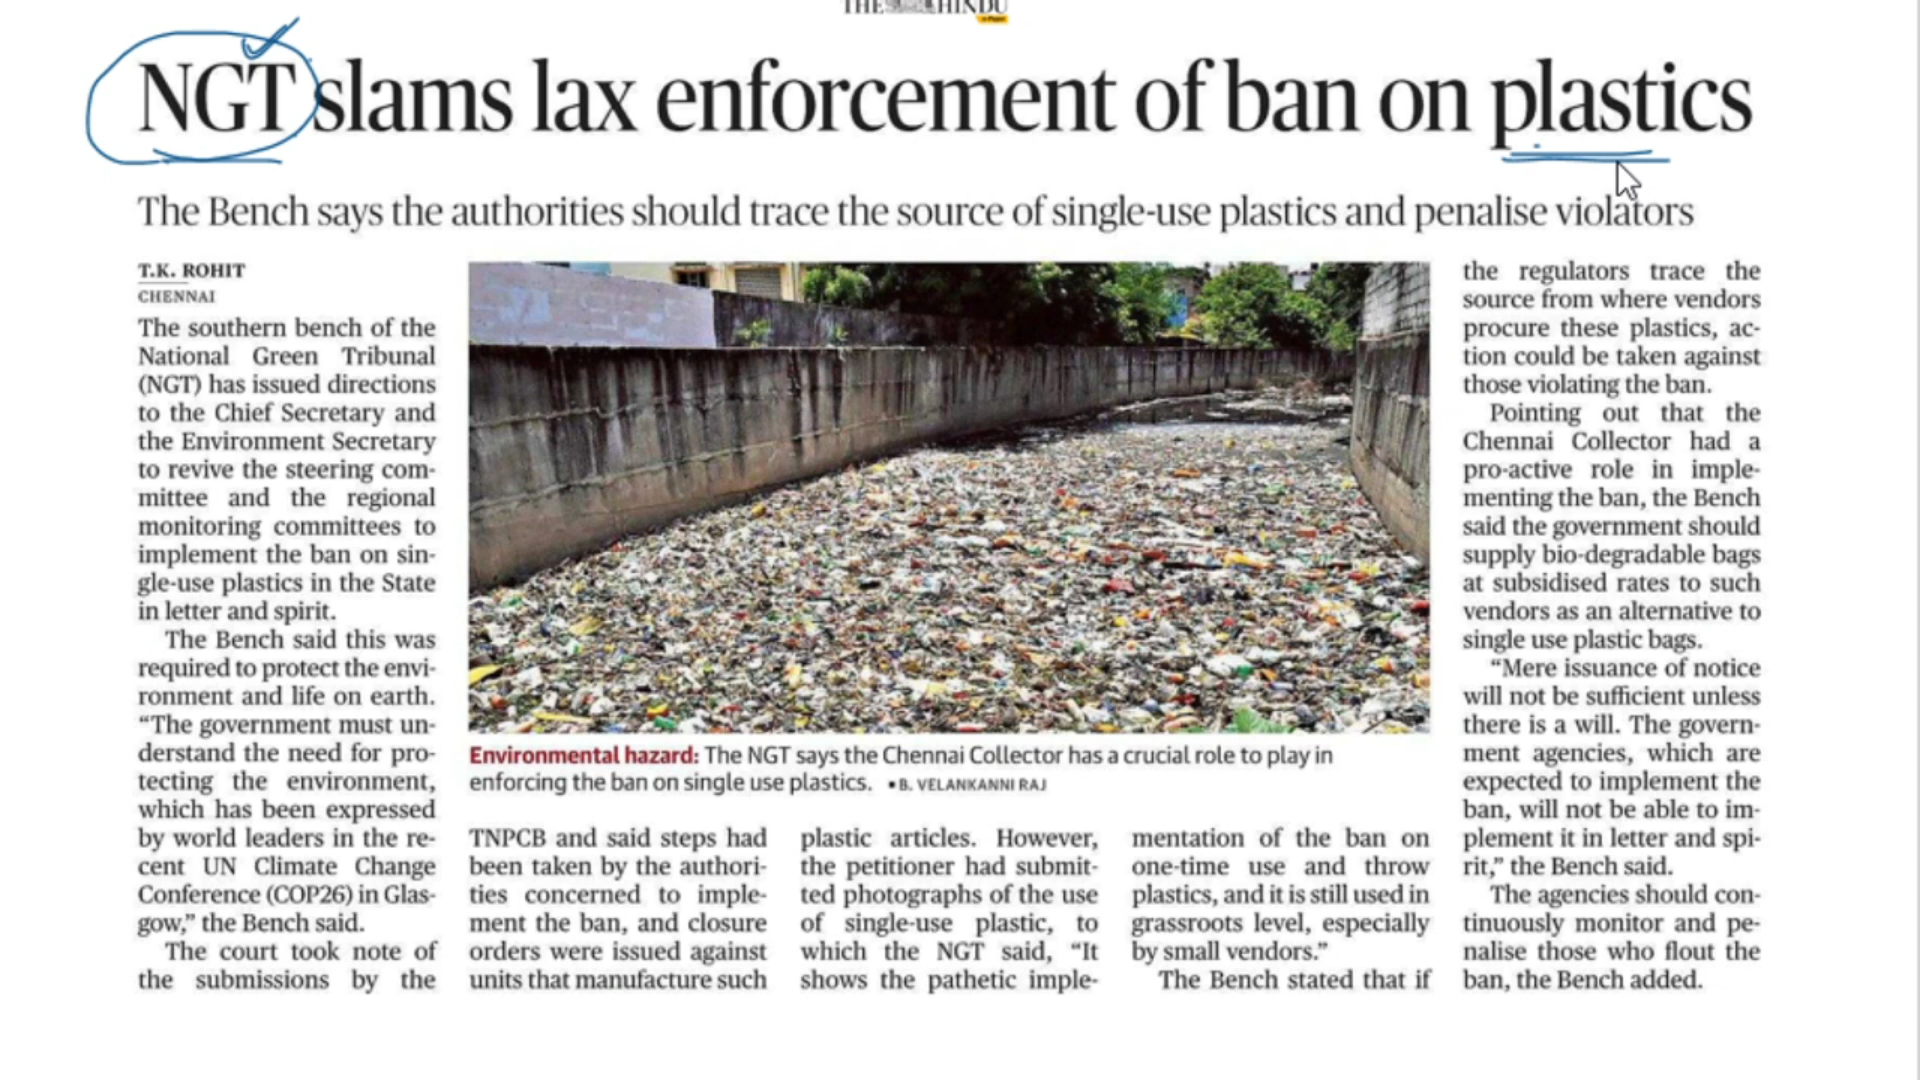 THE HINDU
NGT slams lax enforcement of ban on plastics
The Bench says the authorities should trace the source of single-use plastics and penalise violators
T.K. ROHIT
CHENNAI
The southern bench of the
National Green Tribunal
(NGT) has issued directions
to the Chief Secretary and
the Environment Secretary
to revive the steering com-
mittee and the regional
monitoring committees to
implement the ban on sin-
gle-use plastics in the State
in letter and spirit.
The Bench said this was
required to protect the envi-
ronment and life on earth.
“The government must un-
derstand the need for pro-
tecting the environment,
which has been expressed
by world leaders in the re-
cent UN Climate Change
Conference (COP26) in Glas-
gow,” the Bench said.
The court took note of
the submissions by the
Environmental hazard: The NGT says the Chennai Collector has a crucial role to play in
enforcing the ban on single use plastics. ▪ B. VELANKANNI RAJ
TNPCB and said steps had
been taken by the authori-
ties concerned to imple-
ment the ban, and closure
orders were issued against
units that manufacture such
plastic articles. However,
the petitioner had submit-
ted photographs of the use
of single-use plastic, to
which the NGT said, “It
shows the pathetic imple-
mentation of the ban on
one-time use and throw
plastics, and it is still used in
grassroots level, especially
by small vendors.”
The Bench stated that if
the regulators trace the
source from where vendors
procure these plastics, ac-
tion could be taken against
those violating the ban.
Pointing out that the
Chennai Collector had a
pro-active role in imple-
menting the ban, the Bench
said the government should
supply bio-degradable bags
at subsidised rates to such
vendors as an alternative to
single use plastic bags.
“Mere issuance of notice
will not be sufficient unless
there is a will. The govern-
ment agencies, which are
expected to implement the
ban, will not be able to im-
plement it in letter and spi-
rit,” the Bench said.
The agencies should con-
tinuously monitor and pe-
nalise those who flout the
ban, the Bench added.